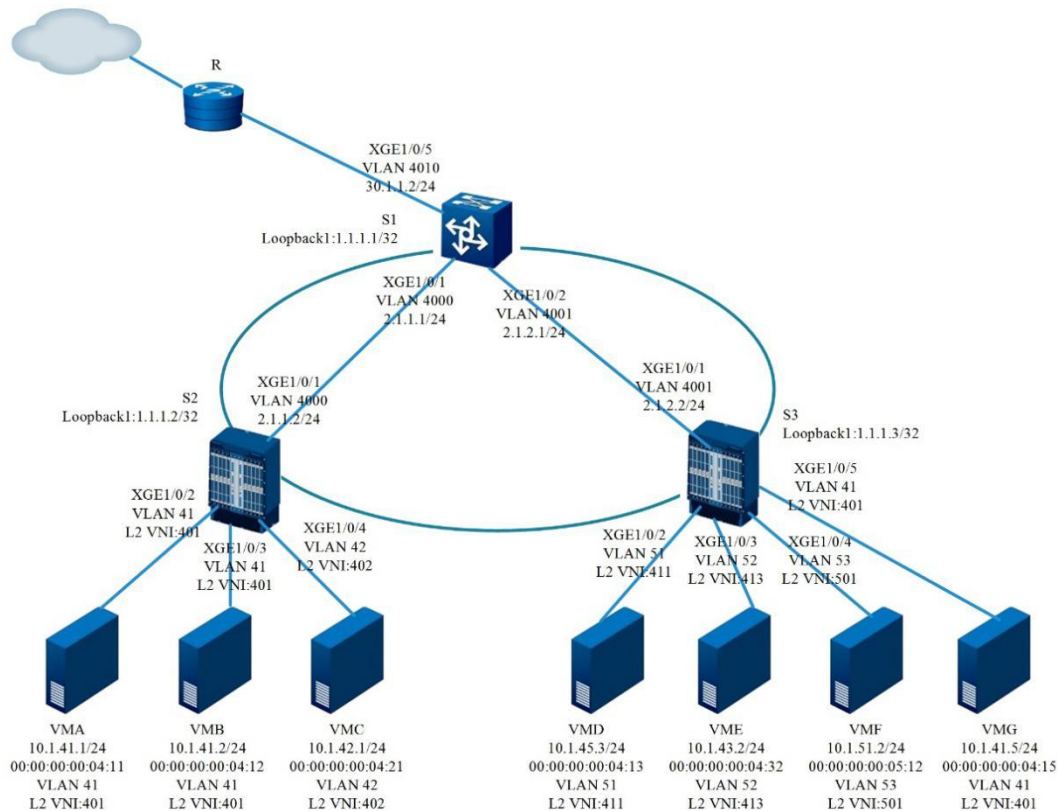 R
XGE1/0/5
VLAN 4010
30.1.1.2/24
S1
Loopback1:1.1.1.1/32
XGE1/0/1
VLAN 4000
2.1.1.1/24
XGE1/0/2
VLAN 4001
2.1.2.1/24
XGE1/0/1
VLAN 4000
2.1.1.2/24
S2
Loopback1:1.1.1.2/32
XGE1/0/1
VLAN 4001
2.1.2.2/24
S3
Loopback1:1.1.1.3/32
XGE1/0/2
VLAN 41
L2 VNI:401
XGE1/0/3
VLAN 41
L2 VNI:401
XGE1/0/4
VLAN 42
L2 VNI:402
XGE1/0/2
VLAN 51
L2 VNI:411
XGE1/0/3
VLAN 52
L2 VNI:413
XGE1/0/4
VLAN 53
L2 VNI:501
XGE1/0/5
VLAN 41
L2 VNI:401
VMA
10.1.41.1/24
00:00:00:00:04:11
VLAN 41
L2 VNI:401
VMB
10.1.41.2/24
00:00:00:00:04:12
VLAN 41
L2 VNI:401
VMC
10.1.42.1/24
00:00:00:00:04:21
VLAN 42
L2 VNI:402
VMD
10.1.45.3/24
00:00:00:00:04:13
VLAN 51
L2 VNI:411
VME
10.1.43.2/24
00:00:00:00:04:32
VLAN 52
L2 VNI:413
VMF
10.1.51.2/24
00:00:00:00:05:12
VLAN 53
L2 VNI:501
VMG
10.1.41.5/24
00:00:00:00:04:15
VLAN 41
L2 VNI:401